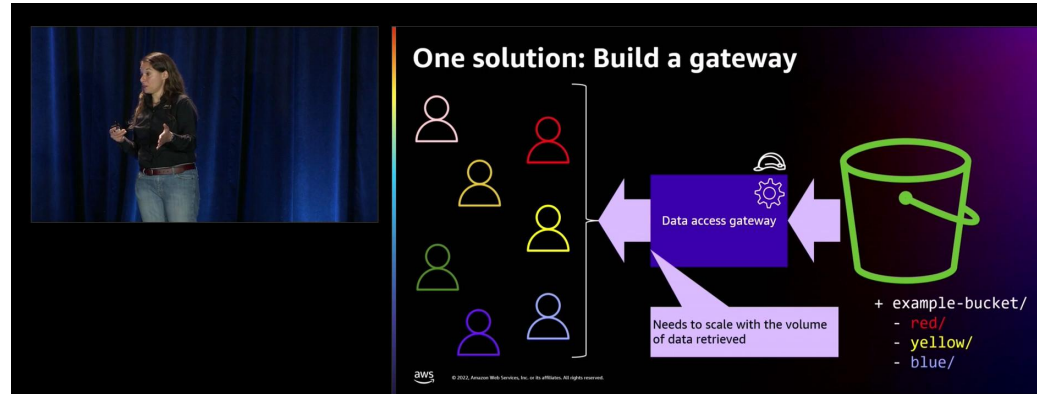 One solution: Build a gateway
Data access gateway
Needs to scale with the volume
of data retrieved
+ example-bucket/
- red/
- yellow/
- blue/
aws
© 2022, Amazon Web Services, Inc. or its affiliates. All rights reserved.